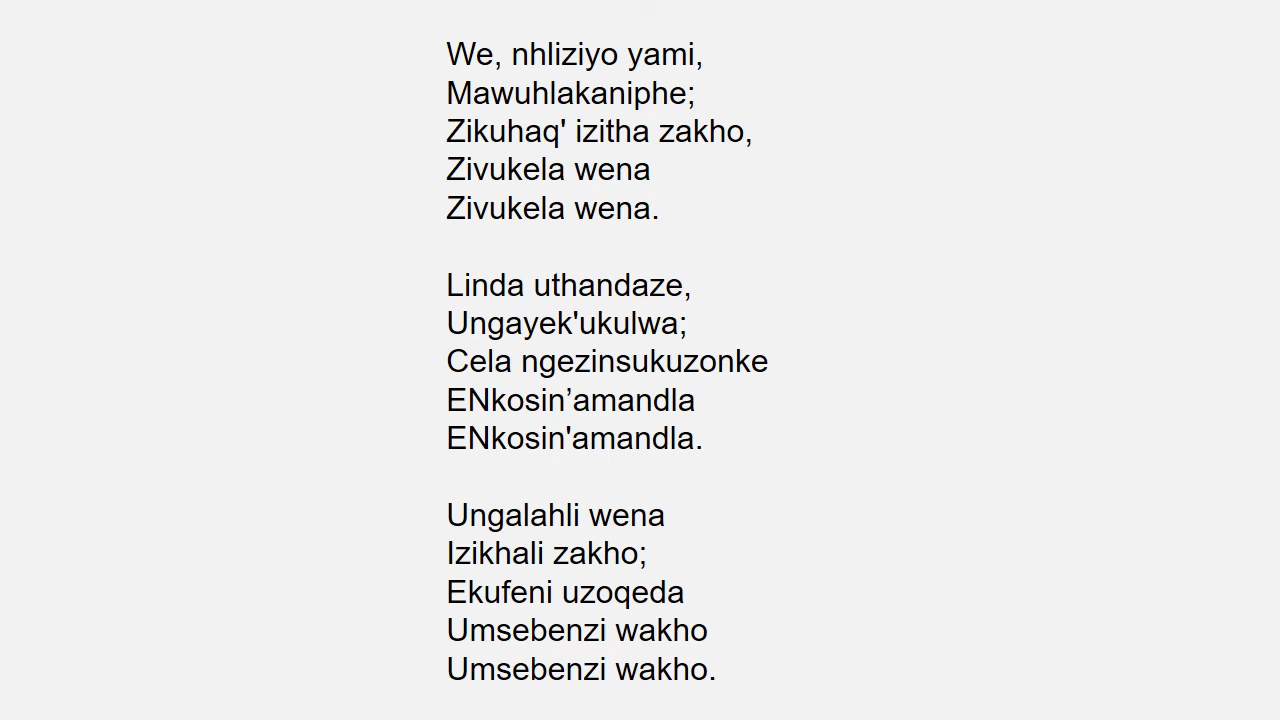 We, nhliziyo yami,
Mawuhlakaniphe;
Zikuhaq' izitha zakho,
Zivukela wena
Zivukela wena.

Linda uthandaze,
Ungayek'ukulwa;
Cela ngezinsukuzonke
ENkosin’amandla
ENkosin'amandla.

Ungalahli wena
Izikhali zakho;
Ekufeni uzoqeda
Umsebenzi wakho
Umsebenzi wakho.